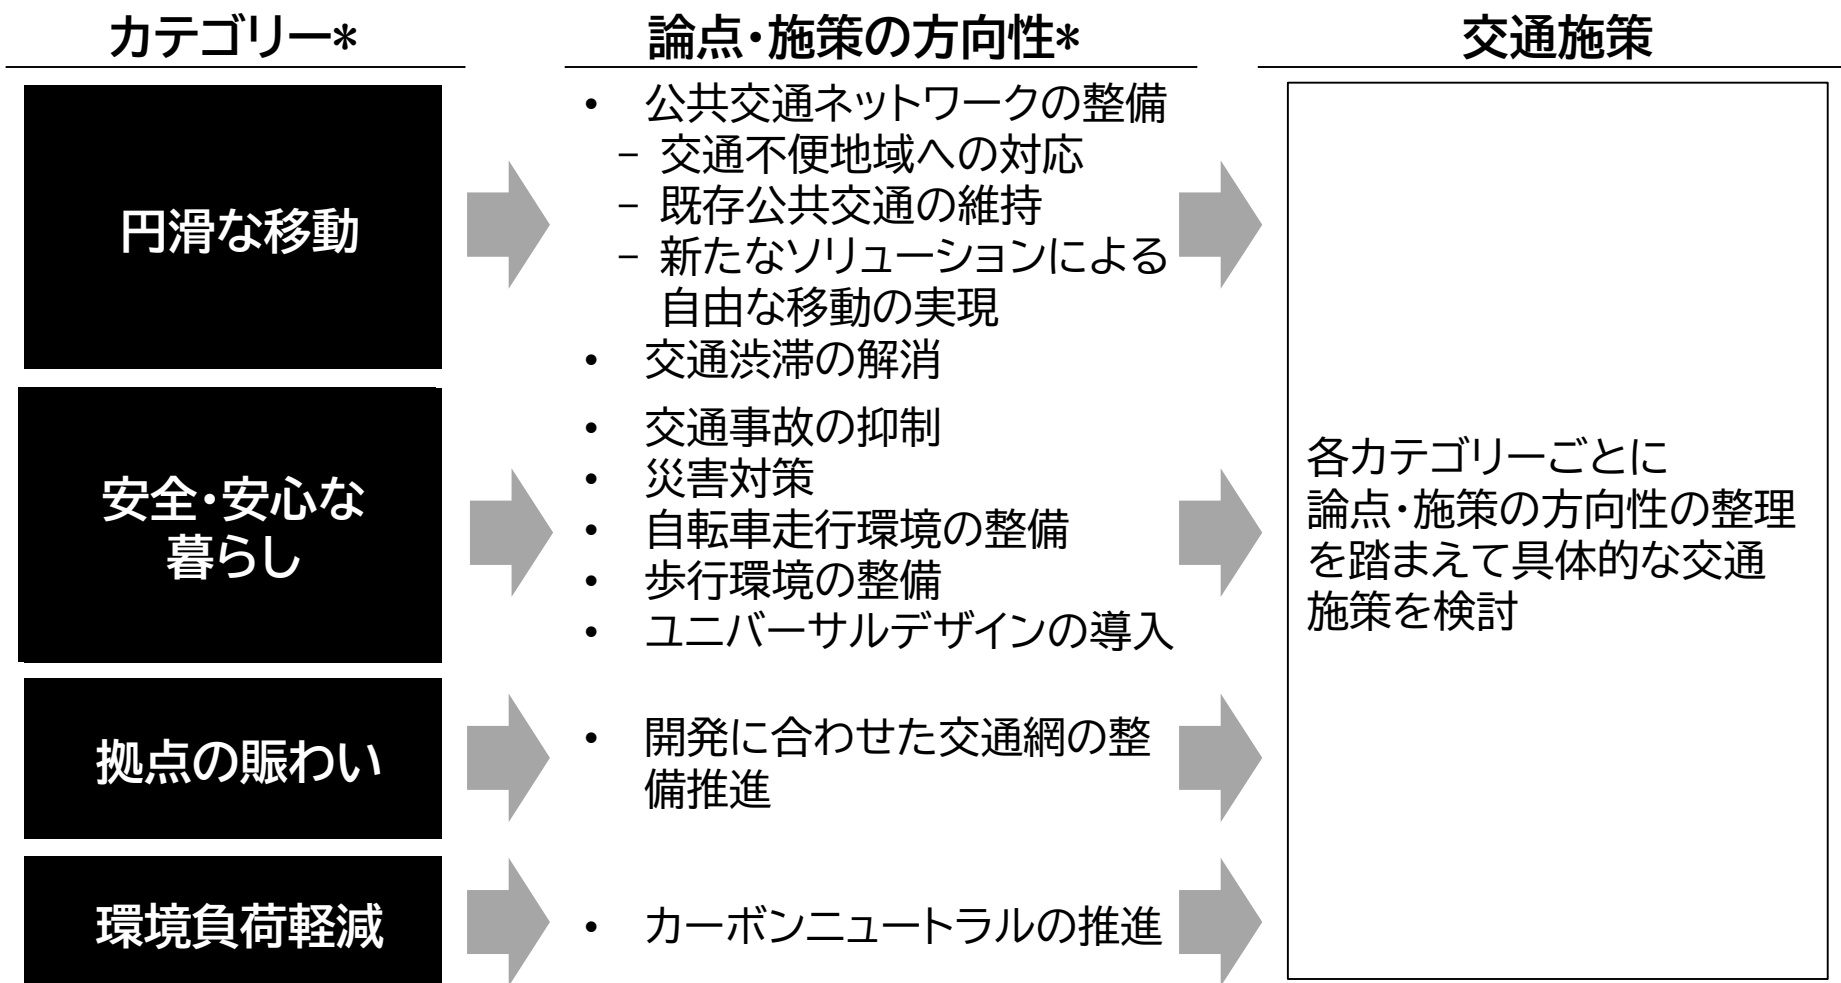 カテゴリー*
論点・施策の方向性*
交通施策
円滑な移動
• 公共交通ネットワークの整備
− 交通不便地域への対応
− 既存公共交通の維持
− 新たなソリューションによる
自由な移動の実現
• 交通渋滞の解消
安全・安心な
暮らし
• 交通事故の抑制
• 災害対策
• 自転車走行環境の整備
• 歩行環境の整備
• ユニバーサルデザインの導入
拠点の賑わい
• 開発に合わせた交通網の整
備推進
環境負荷軽減
• カーボンニュートラルの推進
各カテゴリーごとに
論点・施策の方向性の整理
を踏まえて具体的な交通
施策を検討